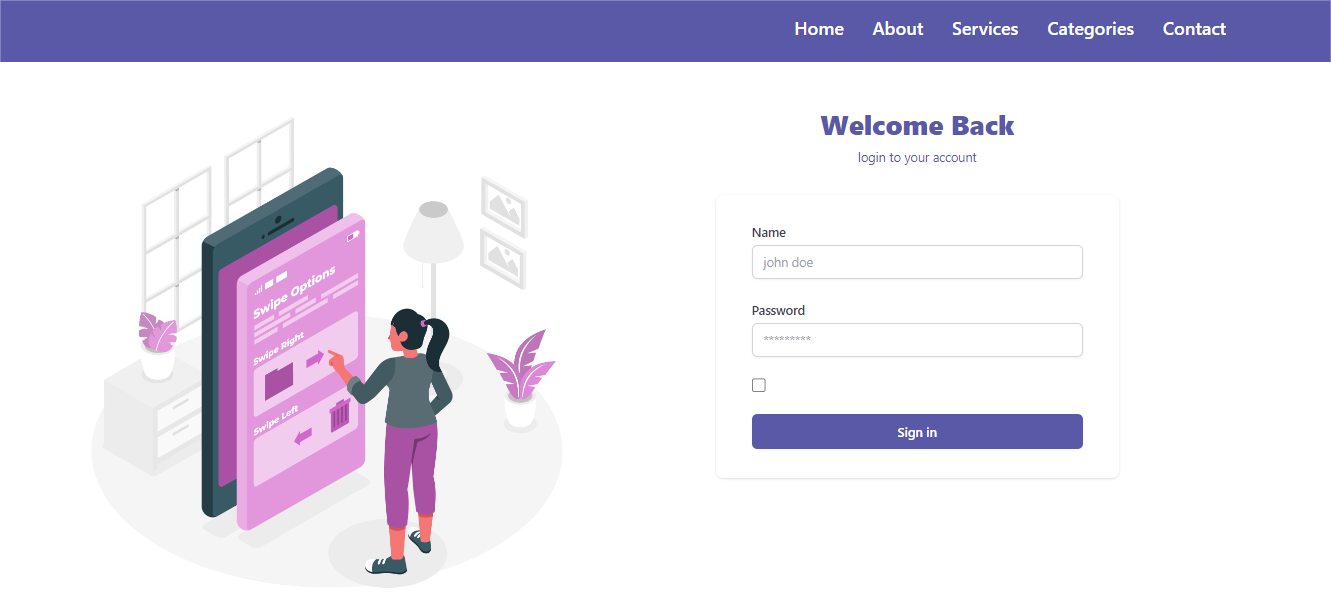 Home About Services Categories Contact
Welcome Back
login to your account
Name
john doe
Password
*********
Sign in
Swipe Options
Swipe Right
Swipe Left